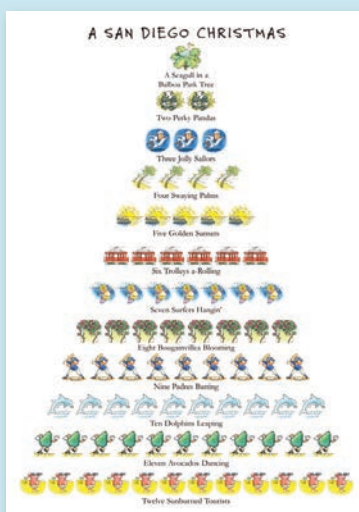 A SAN DIEGO CHRISTMAS
A Seagull in a
Balboa Park Tree
Two Perky Pandas
Three Jolly Sailors
Four Swaying Palms
Five Golden Sunsets
Six Trolleys a-Rolling
Seven Surfers Hangin'
Eight Bougainvillea Blooming
Nine Padres Batting
Ten Dolphins Leaping
Eleven Avocados Dancing
Twelve Sunburned Tourists